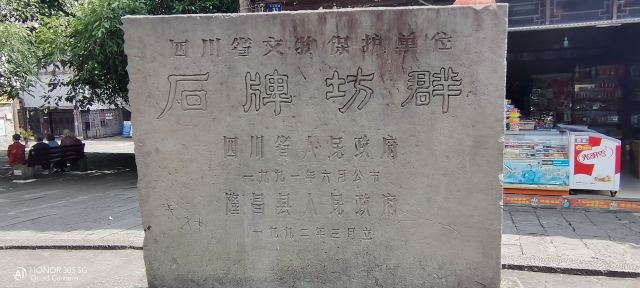 四川省文物保护单位
石牌坊群
四川省人民政府
一九九一年六月公布
隆昌县人民政府
一九九二年三月立
HONOR 30S 5G
Quad Camera